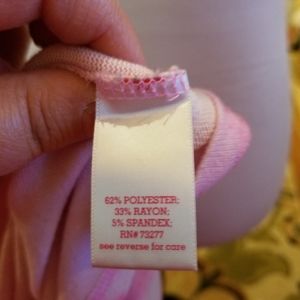 62% POLYESTER;
33% RAYON;
5% SPANDEX;
RN# 73277
see reverse for care